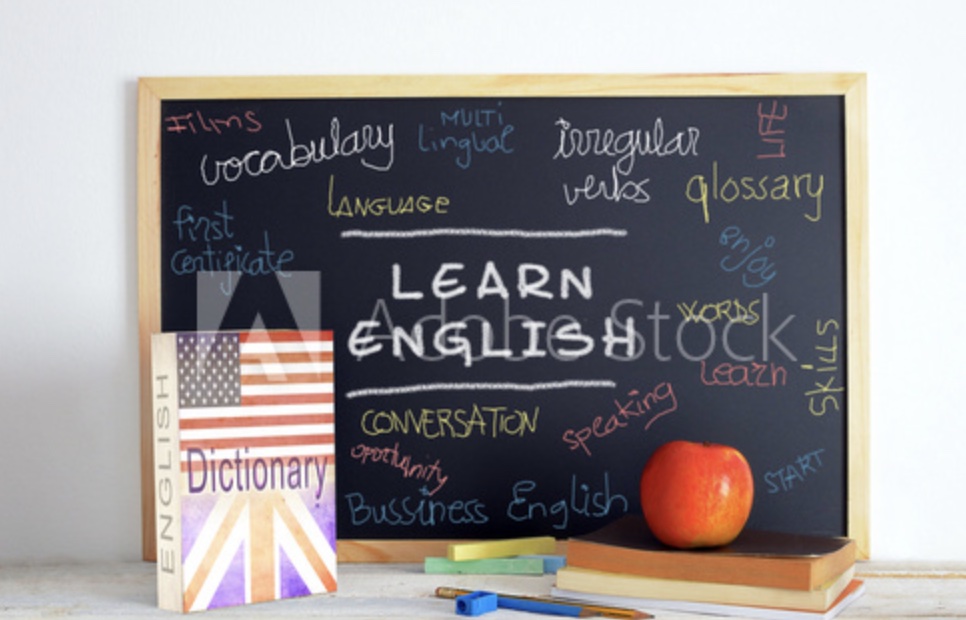 Films
vocabulary
MULTi
lingual
irregular
verbs
LIFE
LANGUAGE
glossary
first
certificate
enjoy
LEARN
ENGLISH
WORDS
Adobe Stock
learn
SKILLS
ENGLISH
Dictionary
CONVERSATION
speaking
oportunity
Bussiness English
START